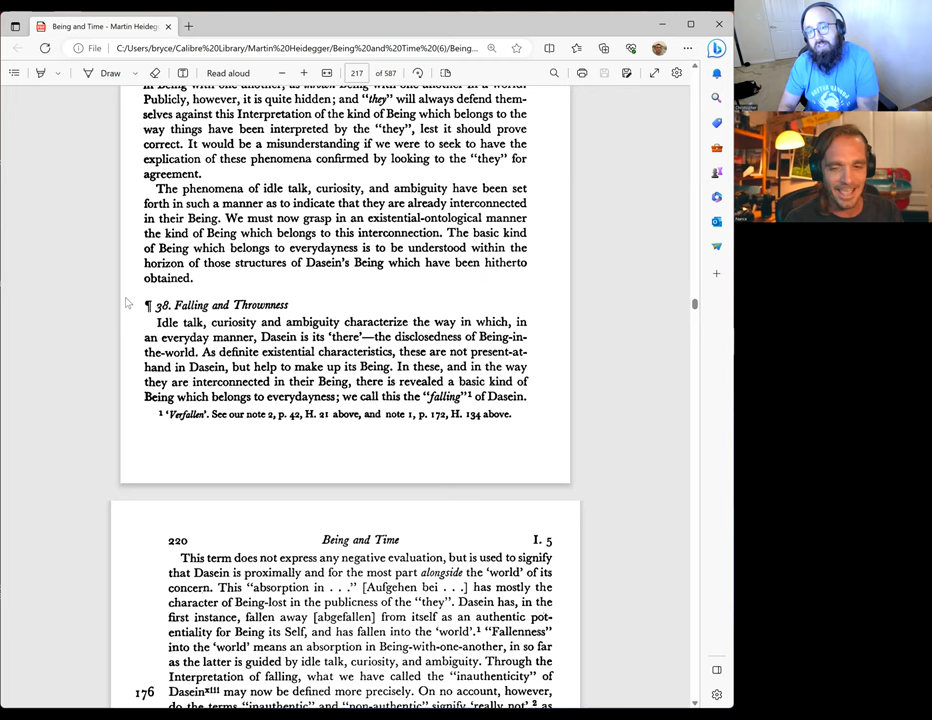 Being and Time - Martin Heideg
File
C:/Users/bryce/Calibre%20Library/Martin%20Heidegger/Being%20and%20Time%20(6)/Being...
Draw
Read aloud
217
of 587
Publicly, however, it is quite hidden; and "they" will always defend them-
selves against this Interpretation of the kind of Being which belongs to the
way things have been interpreted by the "they", lest it should prove
correct. It would be a misunderstanding if we were to seek to have the
explication of these phenomena confirmed by looking to the "they" for
agreement.
The phenomena of idle talk, curiosity, and ambiguity have been set
forth in such a manner as to indicate that they are already interconnected
in their Being. We must now grasp in an existential-ontological manner
the kind of Being which belongs to this interconnection. The basic kind
of Being which belongs to everydayness is to be understood within the
horizon of those structures of Dasein's Being which have been hitherto
obtained.
¶ 38. Falling and Thrownness
Idle talk, curiosity and ambiguity characterize the way in which, in
an everyday manner, Dasein is its 'there'—the disclosedness of Being-in-
the-world. As definite existential characteristics, these are not present-at-
hand in Dasein, but help to make up its Being. In these, and in the way
they are interconnected in their Being, there is revealed a basic kind of
Being which belongs to everydayness; we call this the "falling"¹ of Dasein.
¹ 'Verfallen'. See our note 2, p. 42, H. 21 above, and note 1, p. 172, H. 134 above.
220 Being and Time I. 5
This term does not express any negative evaluation, but is used to signify
that Dasein is proximally and for the most part alongside the 'world' of its
concern. This "absorption in . . ." [Aufgehen bei . . .] has mostly the
character of Being-lost in the publicness of the "they". Dasein has, in the
first instance, fallen away [abgefallen] from itself as an authentic pot-
entiality for Being its Self, and has fallen into the 'world'.¹ "Fallenness"
into the 'world' means an absorption in Being-with-one-another, in so far
as the latter is guided by idle talk, curiosity, and ambiguity. Through the
Interpretation of falling, what we have called the "inauthenticity" of
176 Daseinxiii may now be defined more precisely. On no account, however,
do the terms "inauthentic" and "non-authentic" signify 'really not',² as